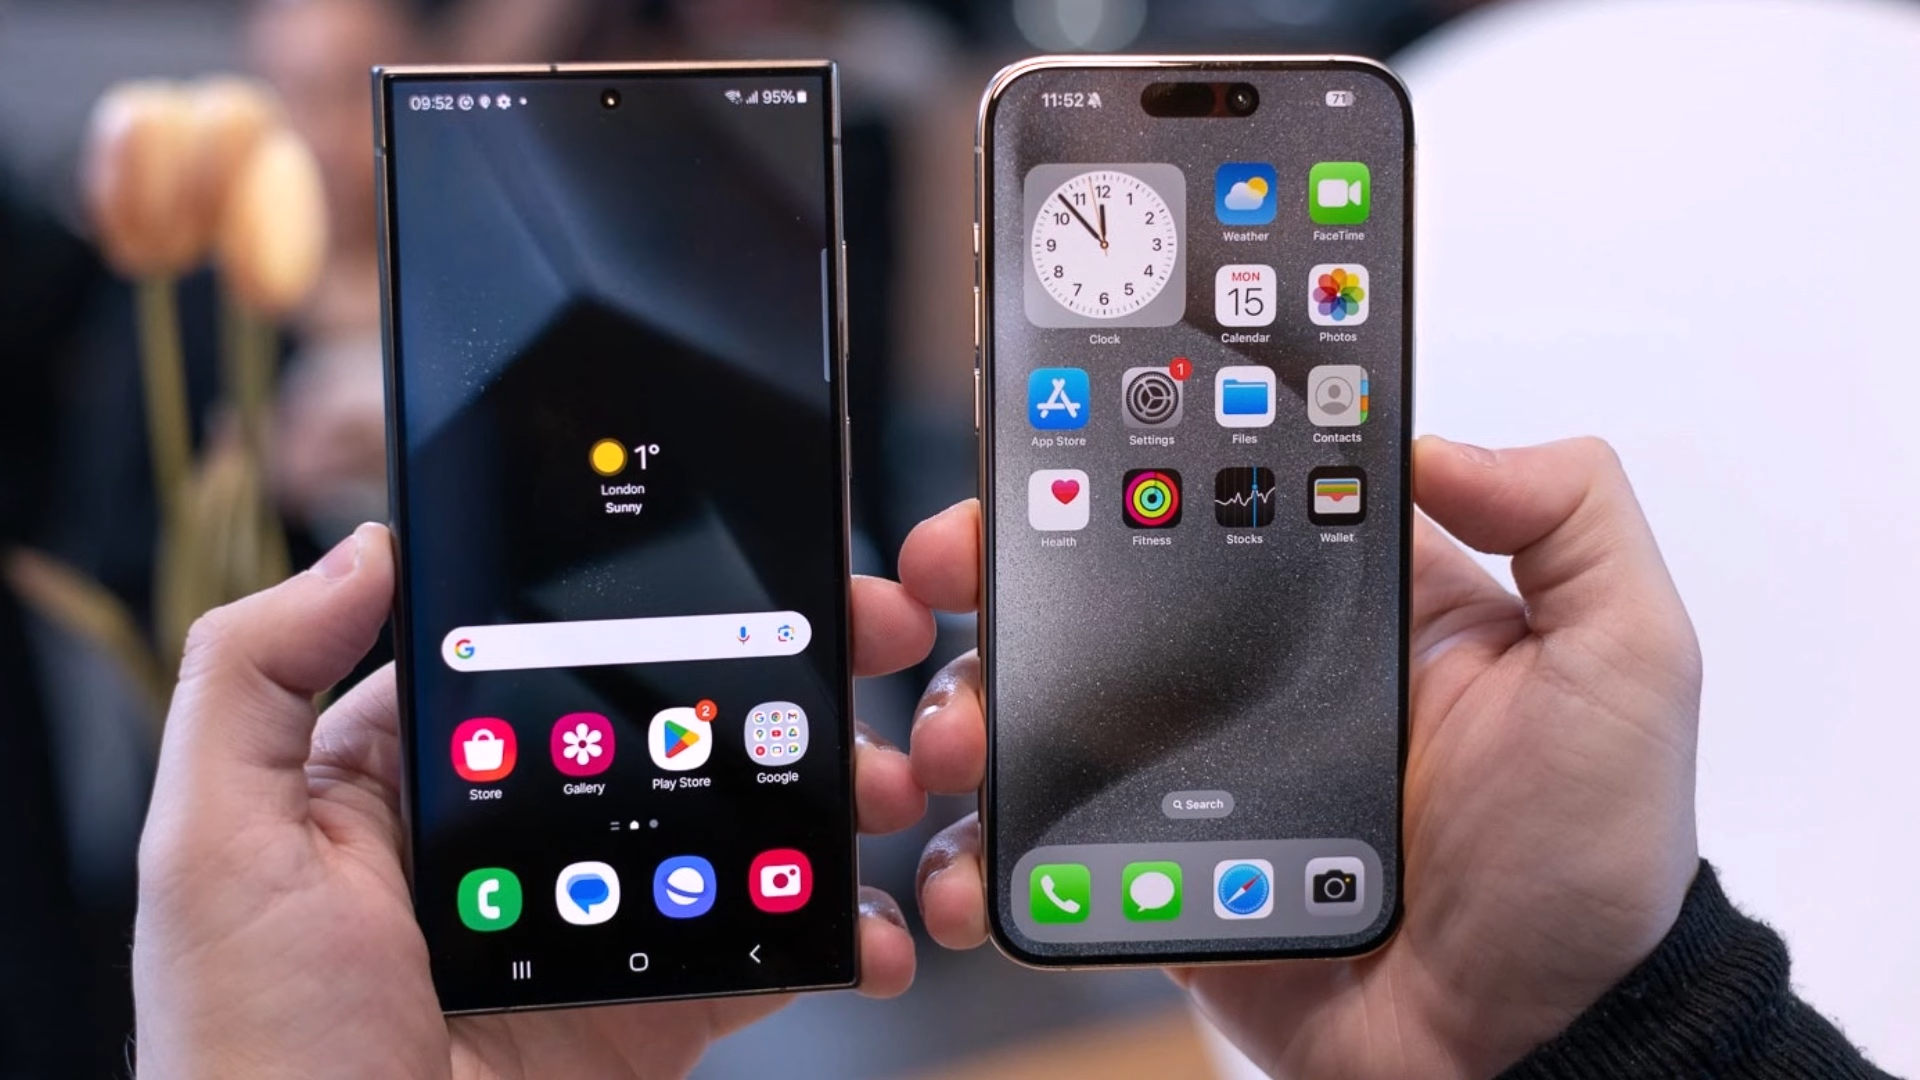 09:52
95%
1°
London
Sunny
Store
Gallery
2
Play Store
Google
11:52
71
12
1
2
3
4
5
6
7
8
9
10
11
Clock
Weather
FaceTime
MON
15
Calendar
Photos
App Store
1
Settings
Files
Contacts
Health
Fitness
Stocks
Wallet
Search